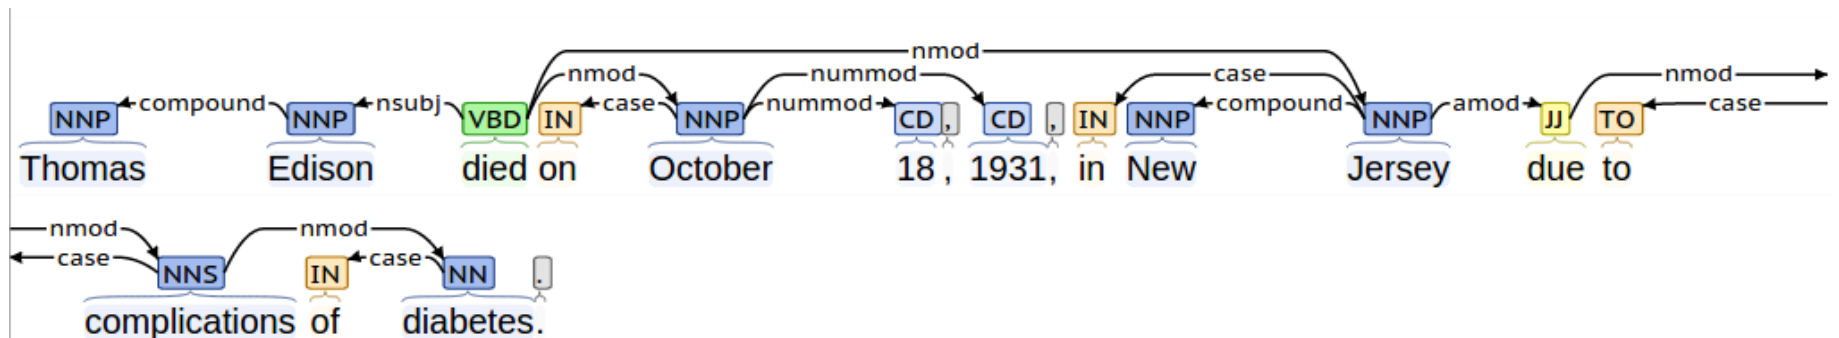 nmod
nmod nummod case
compound nsubj case nummod compound amod nmod case
NNP NNP VBD IN NNP CD , CD , IN NNP NNP JJ TO
Thomas Edison died on October 18 , 1931, in New Jersey due to
nmod nmod
case case
NNS IN NN .
complications of diabetes.